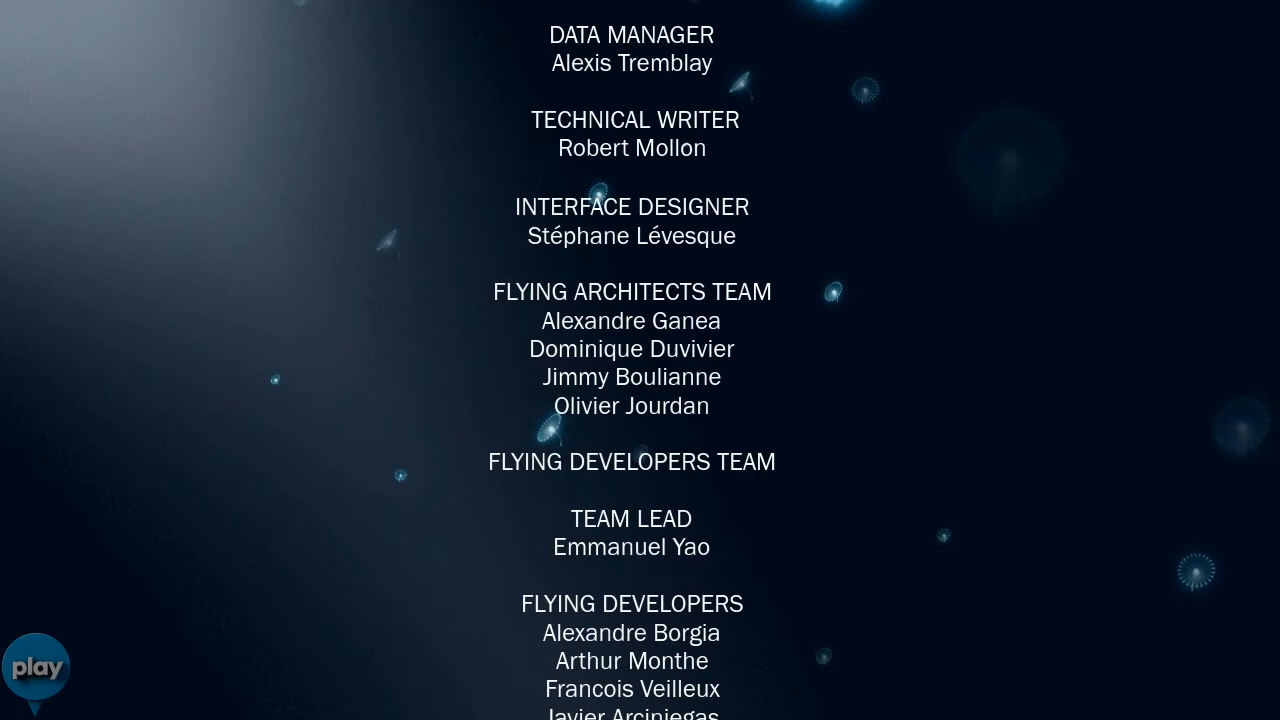 DATA MANAGER
Alexis Tremblay
TECHNICAL WRITER
Robert Mollon
INTERFACE DESIGNER
Stéphane Lévesque
FLYING ARCHITECTS TEAM
Alexandre Ganea
Dominique Duvivier
Jimmy Boulianne
Olivier Jourdan
FLYING DEVELOPERS TEAM
TEAM LEAD
Emmanuel Yao
FLYING DEVELOPERS
Alexandre Borgia
Arthur Monthe
Francois Veilleux
Javier Arciniegas
play